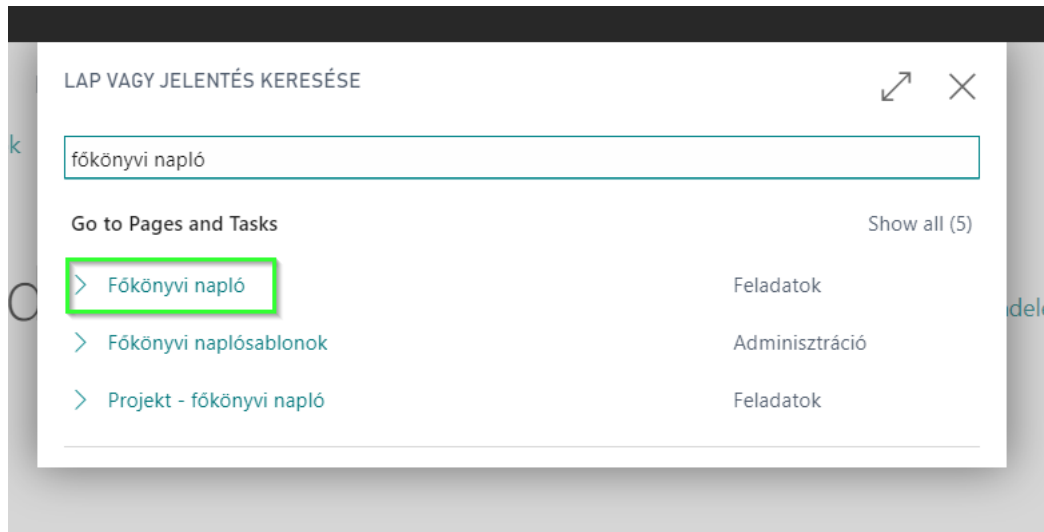 LAP VAGY JELENTÉS KERESÉSE
k
főkönyvi napló
Go to Pages and Tasks Show all (5)
Főkönyvi napló Feladatok
Főkönyvi naplósablonok Adminisztráció
Projekt - főkönyvi napló Feladatok